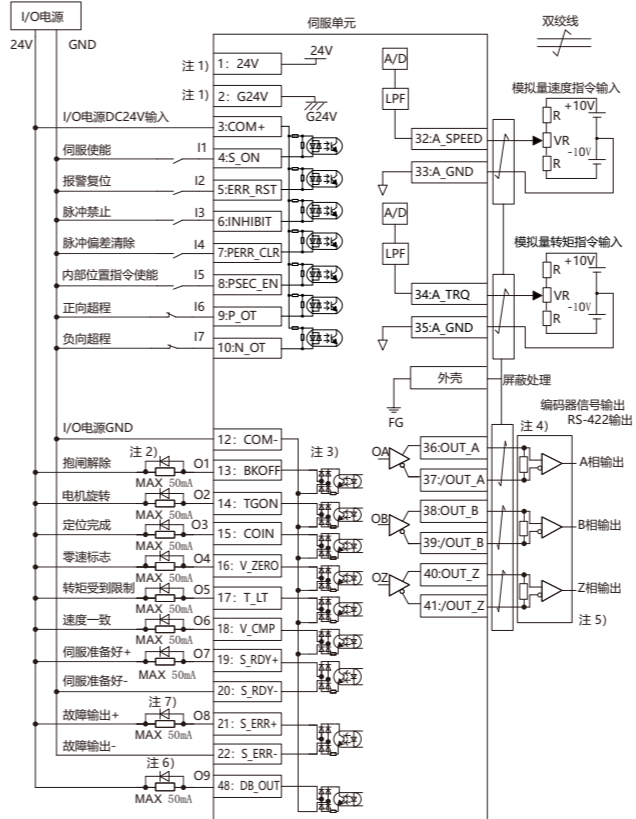 I/O电源
24V
GND
伺服单元
双绞线
注 1)
1: 24V
24V
注 1)
2: G24V
G24V
I/O电源DC24V输入
3:COM+
伺服使能
I1
4:S_ON
报警复位
I2
5:ERR_RST
脉冲禁止
I3
6:INHIBIT
脉冲偏差清除
I4
7:PERR_CLR
内部位置指令使能
I5
8:PSEC_EN
正向超程
I6
9:P_OT
负向超程
I7
10:N_OT
A/D
LPF
模拟量速度指令输入
+10V
R
VR
-10V
R
32:A_SPEED
33:A_GND
A/D
LPF
模拟量转矩指令输入
+10V
R
VR
-10V
R
34:A_TRQ
35:A_GND
外壳
屏蔽处理
FG
编码器信号输出
RS-422输出
I/O电源GND
12: COM-
注 2)
注 3)
注 4)
抱闸解除
O1
13: BKOFF
MAX 50mA
电机旋转
O2
14: TGON
MAX 50mA
定位完成
O3
15: COIN
MAX 50mA
零速标志
O4
16: V_ZERO
MAX 50mA
转矩受到限制
O5
17: T_LT
MAX 50mA
速度一致
O6
18: V_CMP
MAX 50mA
伺服准备好+
O7
19: S_RDY+
MAX 50mA
伺服准备好-
20: S_RDY-
注 7)
故障输出+
O8
21: S_ERR+
MAX 50mA
故障输出-
22: S_ERR-
注 6)
O9
48: DB_OUT
MAX 50mA
OA
36:OUT_A
37:/OUT_A
A相输出
OB
38:OUT_B
39:/OUT_B
B相输出
OZ
40:OUT_Z
41:/OUT_Z
Z相输出
注 5)